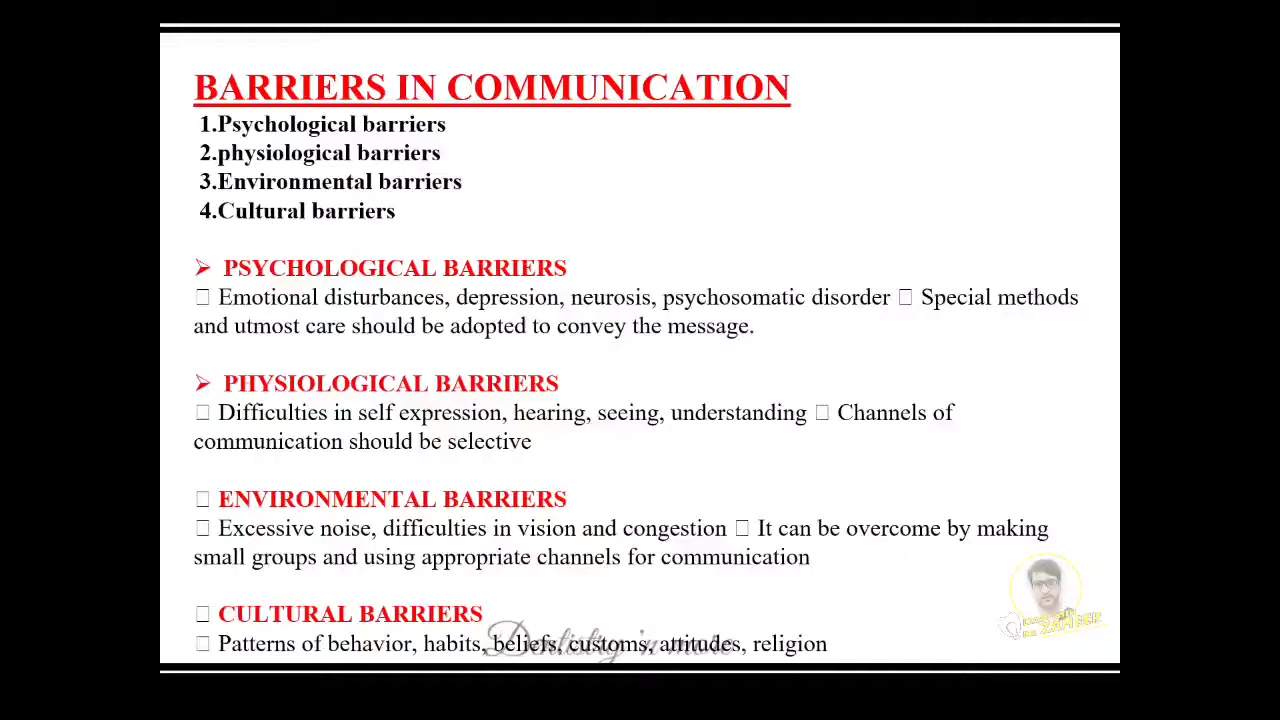 BARRIERS IN COMMUNICATION
1.Psychological barriers
2.physiological barriers
3.Environmental barriers
4.Cultural barriers
➢ PSYCHOLOGICAL BARRIERS
□ Emotional disturbances, depression, neurosis, psychosomatic disorder □ Special methods
and utmost care should be adopted to convey the message.
➢ PHYSIOLOGICAL BARRIERS
□ Difficulties in self expression, hearing, seeing, understanding □ Channels of
communication should be selective
□ ENVIRONMENTAL BARRIERS
□ Excessive noise, difficulties in vision and congestion □ It can be overcome by making
small groups and using appropriate channels for communication
□ CULTURAL BARRIERS
□ Patterns of behavior, habits, beliefs, customs, attitudes, religion
Dentistry 'n more